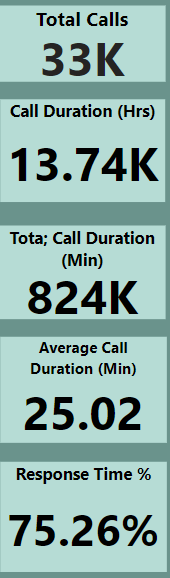 Total Calls
33K
Call Duration (Hrs)
13.74K
Tota; Call Duration
(Min)
824K
Average Call
Duration (Min)
25.02
Response Time %
75.26%